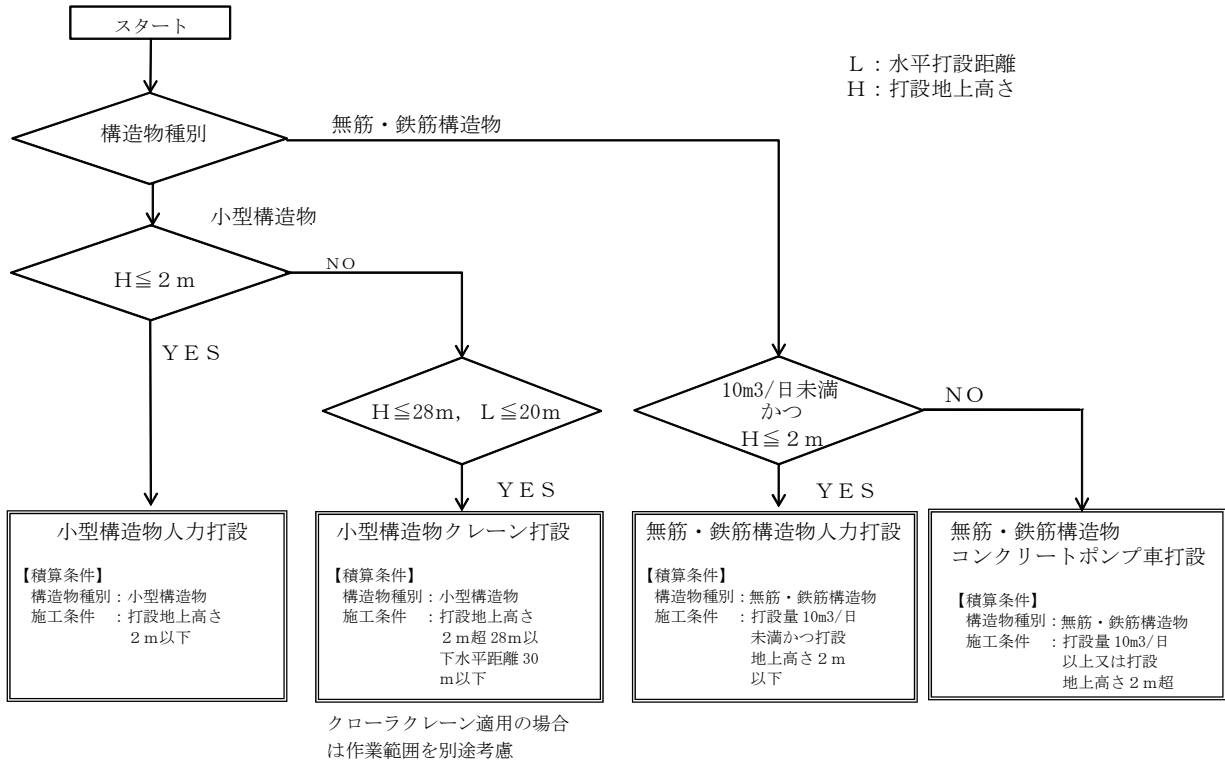 スタート
L：水平打設距離
H：打設地上高さ
構造物種別
無筋・鉄筋構造物
小型構造物
H≦２ｍ
NO
ＹＥＳ
H≦28m， L≦20m
10m3/日未満
かつ
H≦２ｍ
ＮＯ
ＹＥＳ
ＹＥＳ
小型構造物人力打設
【積算条件】
構造物種別：小型構造物
施工条件　：打設地上高さ
２ｍ以下
小型構造物クレーン打設
【積算条件】
構造物種別：小型構造物
施工条件　：打設地上高さ
２ｍ超 28ｍ以
下水平距離 30
ｍ以下
クローラクレーン適用の場合
は作業範囲を別途考慮
無筋・鉄筋構造物人力打設
【積算条件】
構造物種別：無筋・鉄筋構造物
施工条件　：打設量 10m3/日
未満かつ打設
地上高さ２ｍ
以下
無筋・鉄筋構造物
コンクリートポンプ車打設
【積算条件】
構造物種別：無筋・鉄筋構造物
施工条件　：打設量 10m3/日
以上又は打設
地上高さ２ｍ超